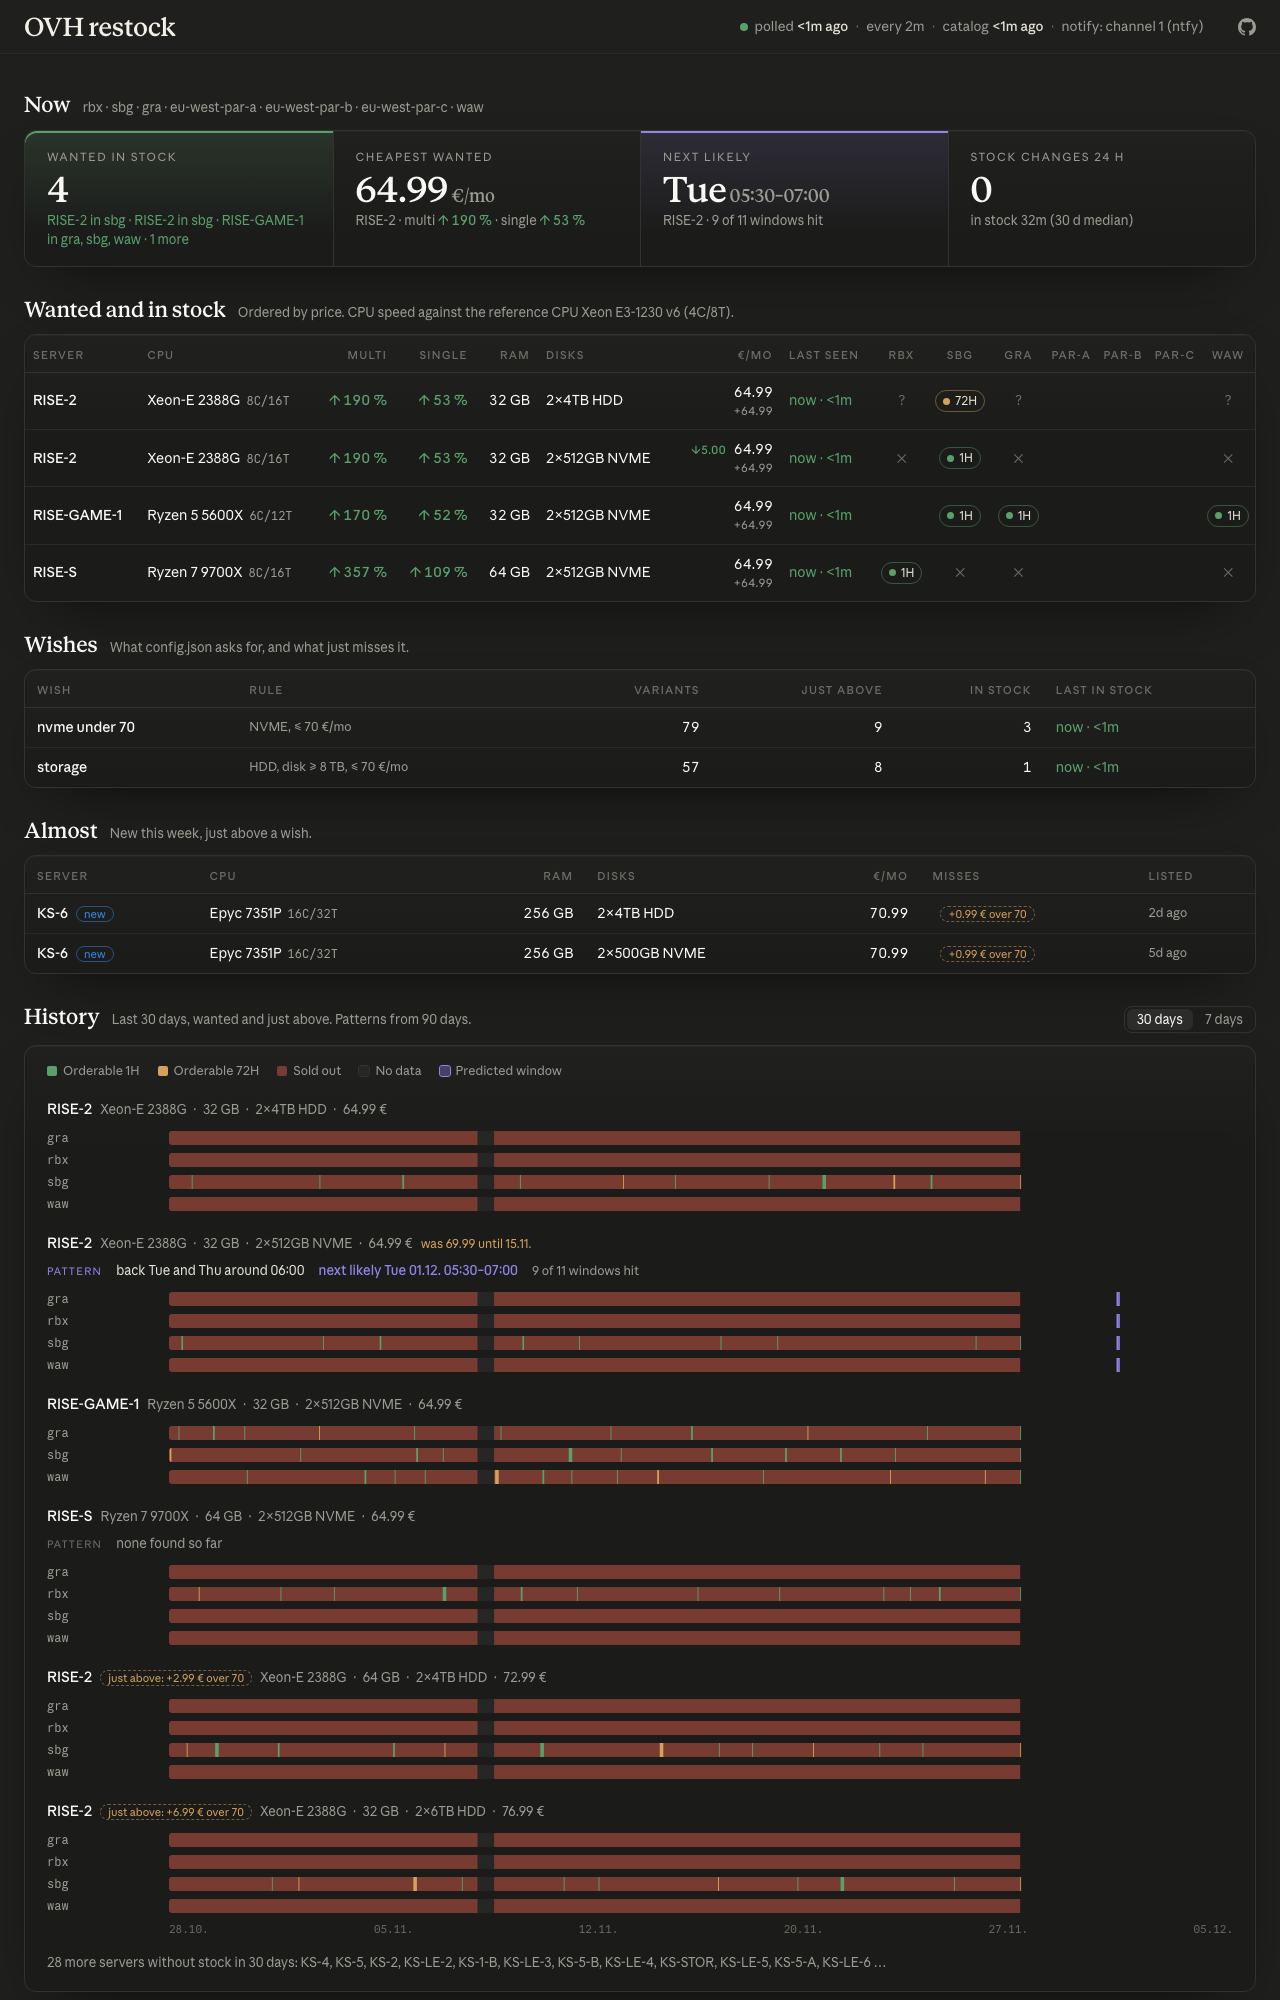 OVH restock
polled <1m ago · every 2m · catalog <1m ago · notify: channel 1 (ntfy)
Now rbx · sbg · gra · eu-west-par-a · eu-west-par-b · eu-west-par-c · waw
WANTED IN STOCK
4
RISE-2 in sbg · RISE-2 in sbg · RISE-GAME-1
in gra, sbg, waw · 1 more
CHEAPEST WANTED
64.99 €/mo
RISE-2 · multi ↑ 190 % · single ↑ 53 %
NEXT LIKELY
Tue 05:30–07:00
RISE-2 · 9 of 11 windows hit
STOCK CHANGES 24 H
0
in stock 32m (30 d median)
Wanted and in stock Ordered by price. CPU speed against the reference CPU Xeon E3-1230 v6 (4C/8T).
SERVER CPU MULTI SINGLE RAM DISKS €/MO LAST SEEN RBX SBG GRA PAR-A PAR-B PAR-C WAW
RISE-2 Xeon-E 2388G 8C/16T ↑ 190 % ↑ 53 % 32 GB 2×4TB HDD 64.99 +64.99 now · <1m ? 72H ? ?
RISE-2 Xeon-E 2388G 8C/16T ↑ 190 % ↑ 53 % 32 GB 2×512GB NVME ↓5.00 64.99 +64.99 now · <1m × 1H × ×
RISE-GAME-1 Ryzen 5 5600X 6C/12T ↑ 170 % ↑ 52 % 32 GB 2×512GB NVME 64.99 +64.99 now · <1m 1H 1H 1H
RISE-S Ryzen 7 9700X 8C/16T ↑ 357 % ↑ 109 % 64 GB 2×512GB NVME 64.99 +64.99 now · <1m 1H × × ×
Wishes What config.json asks for, and what just misses it.
WISH RULE VARIANTS JUST ABOVE IN STOCK LAST IN STOCK
nvme under 70 NVME, ≤ 70 €/mo 79 9 3 now · <1m
storage HDD, disk ≥ 8 TB, ≤ 70 €/mo 57 8 1 now · <1m
Almost New this week, just above a wish.
SERVER CPU RAM DISKS €/MO MISSES LISTED
KS-6 new Epyc 7351P 16C/32T 256 GB 2×4TB HDD 70.99 +0.99 € over 70 2d ago
KS-6 new Epyc 7351P 16C/32T 256 GB 2×500GB NVME 70.99 +0.99 € over 70 5d ago
History Last 30 days, wanted and just above. Patterns from 90 days. 30 days 7 days
Orderable 1H Orderable 72H Sold out No data Predicted window
RISE-2 Xeon-E 2388G · 32 GB · 2×4TB HDD · 64.99 €
gra
rbx
sbg
waw
RISE-2 Xeon-E 2388G · 32 GB · 2×512GB NVME · 64.99 € was 69.99 until 15.11.
PATTERN back Tue and Thu around 06:00 next likely Tue 01.12. 05:30–07:00 9 of 11 windows hit
gra
rbx
sbg
waw
RISE-GAME-1 Ryzen 5 5600X · 32 GB · 2×512GB NVME · 64.99 €
gra
sbg
waw
RISE-S Ryzen 7 9700X · 64 GB · 2×512GB NVME · 64.99 €
PATTERN none found so far
gra
rbx
sbg
waw
RISE-2 just above: +2.99 € over 70 Xeon-E 2388G · 64 GB · 2×4TB HDD · 72.99 €
gra
rbx
sbg
waw
RISE-2 just above: +6.99 € over 70 Xeon-E 2388G · 32 GB · 2×6TB HDD · 76.99 €
gra
rbx
sbg
waw
28.10. 05.11. 12.11. 20.11. 27.11. 05.12.
28 more servers without stock in 30 days: KS-4, KS-5, KS-2, KS-LE-2, KS-1-B, KS-LE-3, KS-5-B, KS-LE-4, KS-STOR, KS-LE-5, KS-5-A, KS-LE-6 …